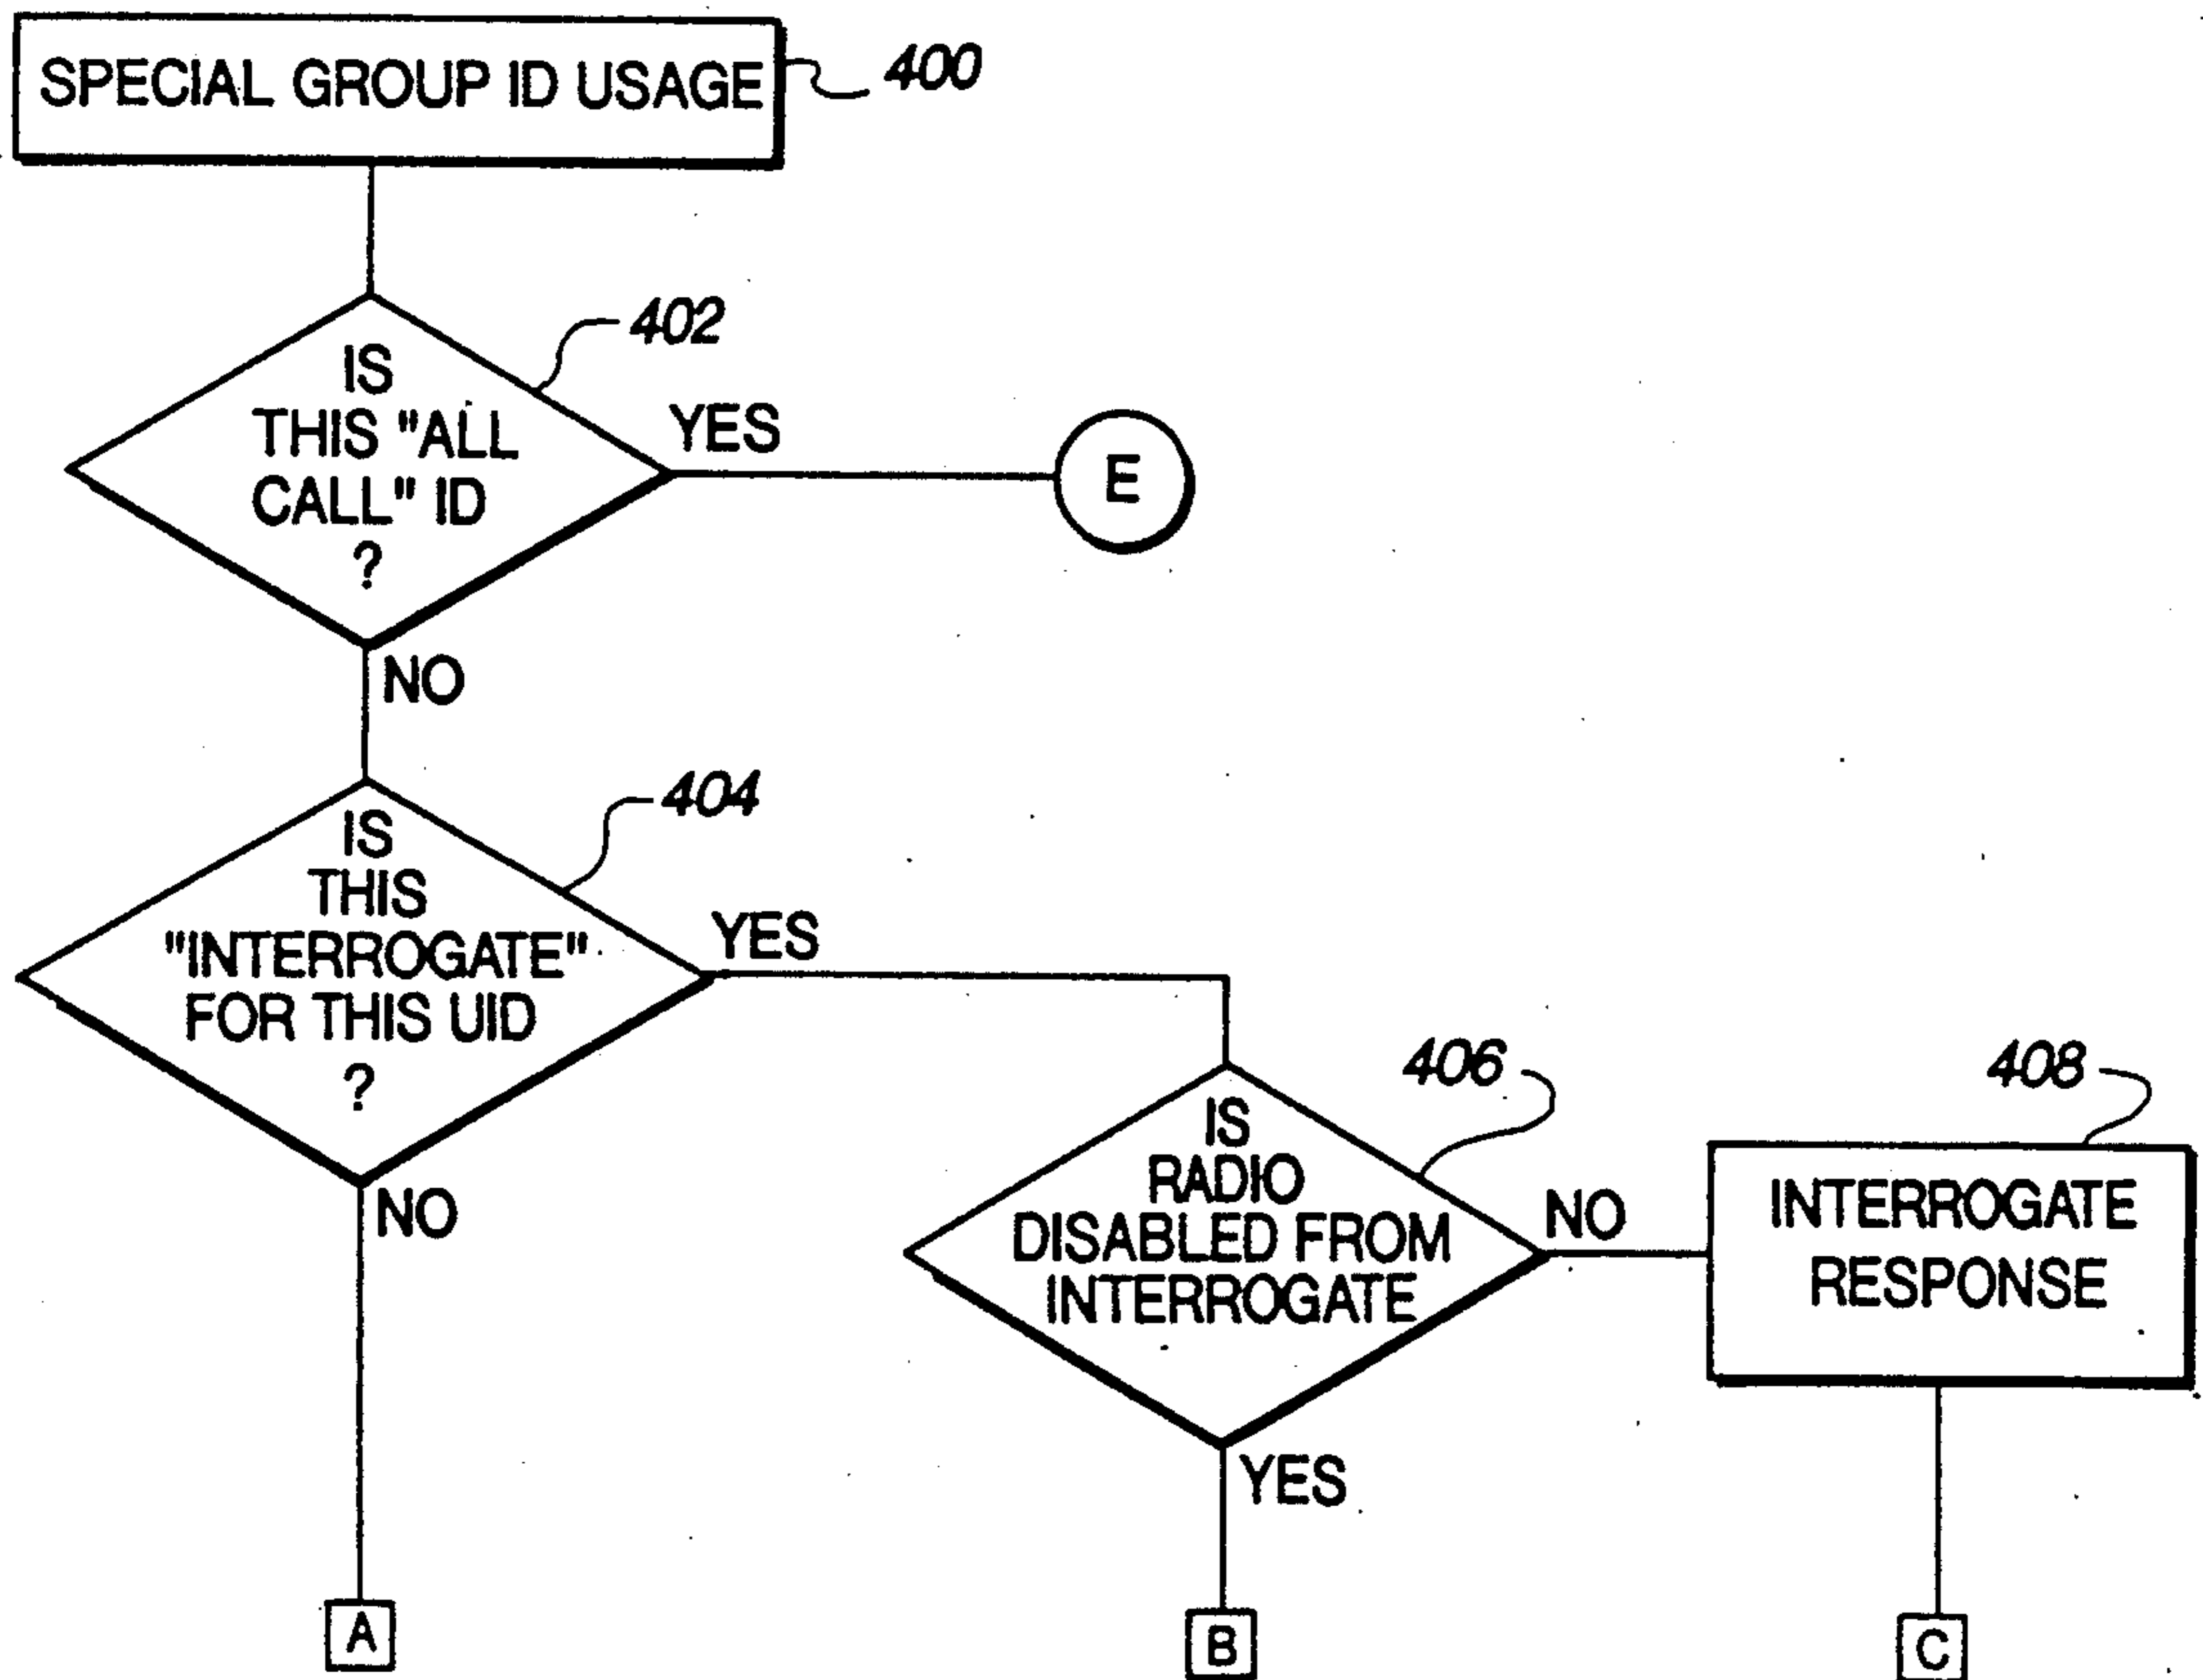 SPECIAL GROUP ID USAGE
400
402
IS
THIS "ALL
CALL" ID
?
YES
E
NO
404
IS
THIS
"INTERROGATE"
FOR THIS UID
?
YES
NO
406
IS
RADIO
DISABLED FROM
INTERROGATE
NO
YES
408
INTERROGATE
RESPONSE
A
B
C